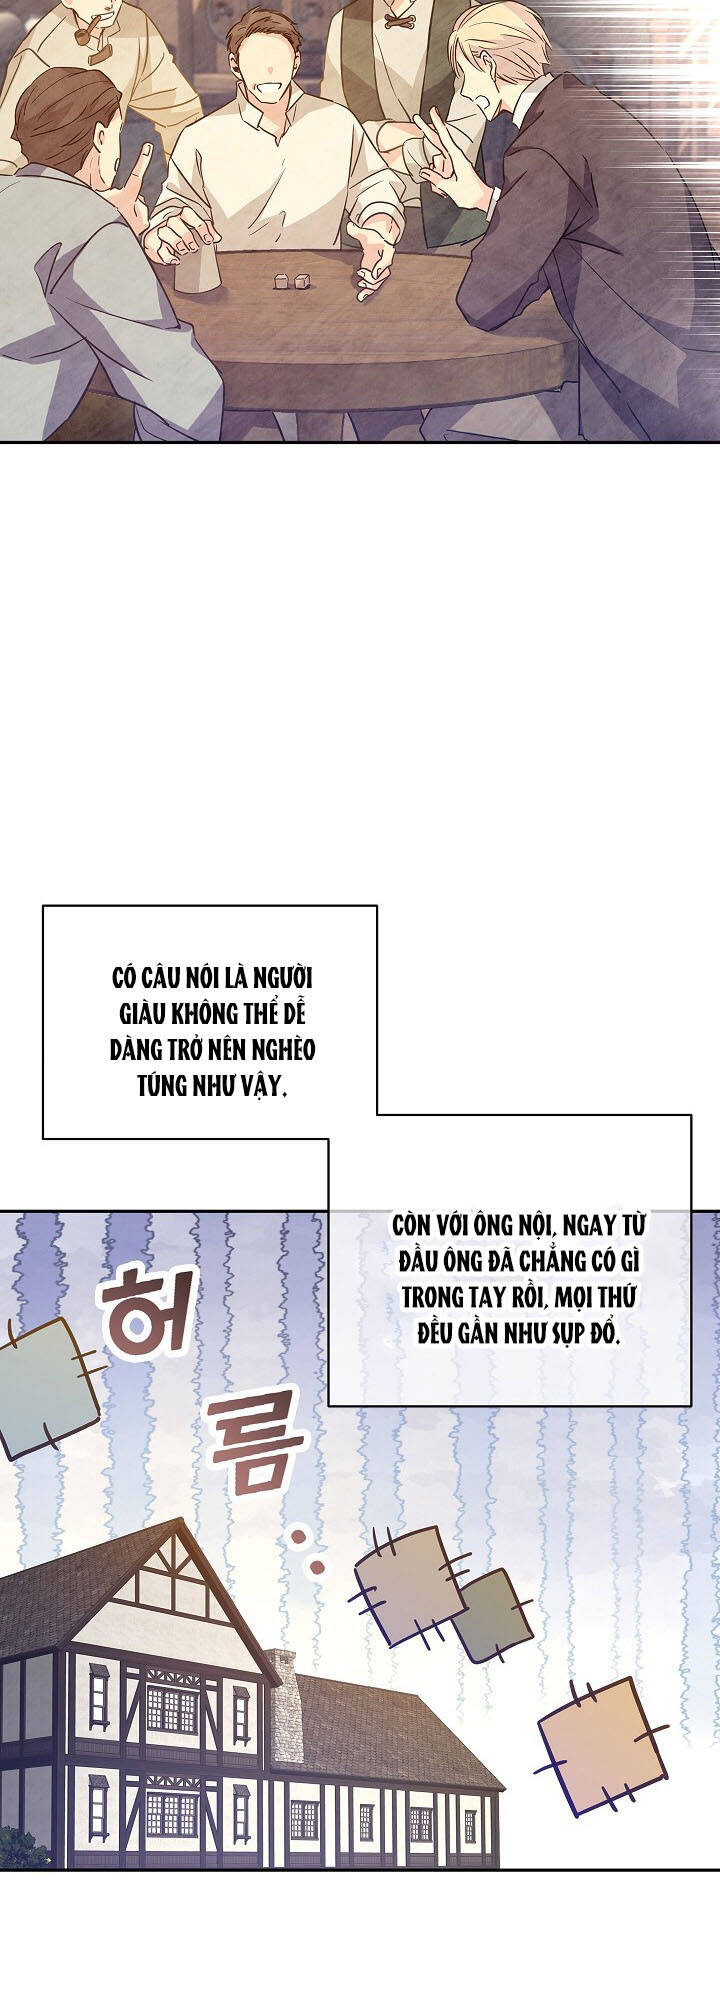 CÓ CÂU NÓI LÀ NGƯỜI
GIÀU KHÔNG THỂ DỄ
DÀNG TRỞ NÊN NGHÈO
TÚNG NHƯ VẬY.
CÒN VỚI ÔNG NỘI, NGAY TỪ
ĐẦU ÔNG ĐÃ CHẲNG CÓ GÌ
TRONG TAY RỒI, MỌI THỨ
ĐỀU GẦN NHƯ SỤP ĐỔ.
허
름..